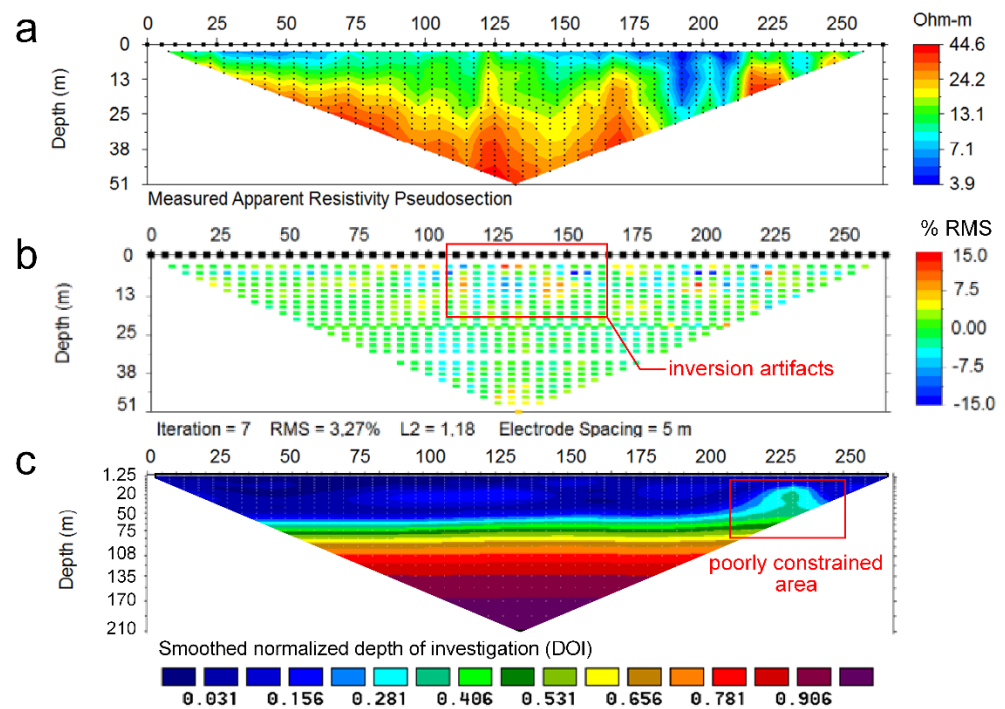 a
0 25 50 75 100 125 150 175 200 225 250
Ohm-m
0
13
25
38
51
Depth (m)
44.6
24.2
13.1
7.1
3.9
Measured Apparent Resistivity Pseudosection
b
0 25 50 75 100 125 150 175 200 225 250
% RMS
0
13
25
38
51
Depth (m)
15.0
7.5
0.00
-7.5
-15.0
inversion artifacts
Iteration = 7 RMS = 3,27% L2 = 1,18 Electrode Spacing = 5 m
c
0 25 50 75 100 125 150 175 200 225 250
1.25
20
50
75
108
135
170
210
Depth (m)
poorly constrained
area
Smoothed normalized depth of investigation (DOI)
0.031 0.156 0.281 0.406 0.531 0.656 0.781 0.906